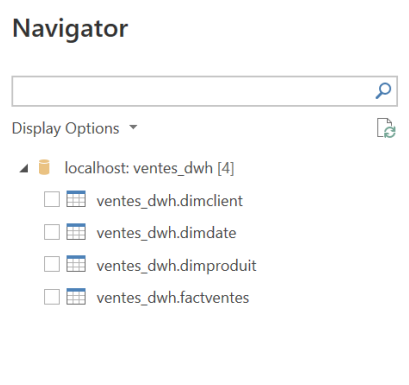 Navigator
Display Options
localhost: ventes_dwh [4]
ventes_dwh.dimclient
ventes_dwh.dimdate
ventes_dwh.dimproduit
ventes_dwh.factventes